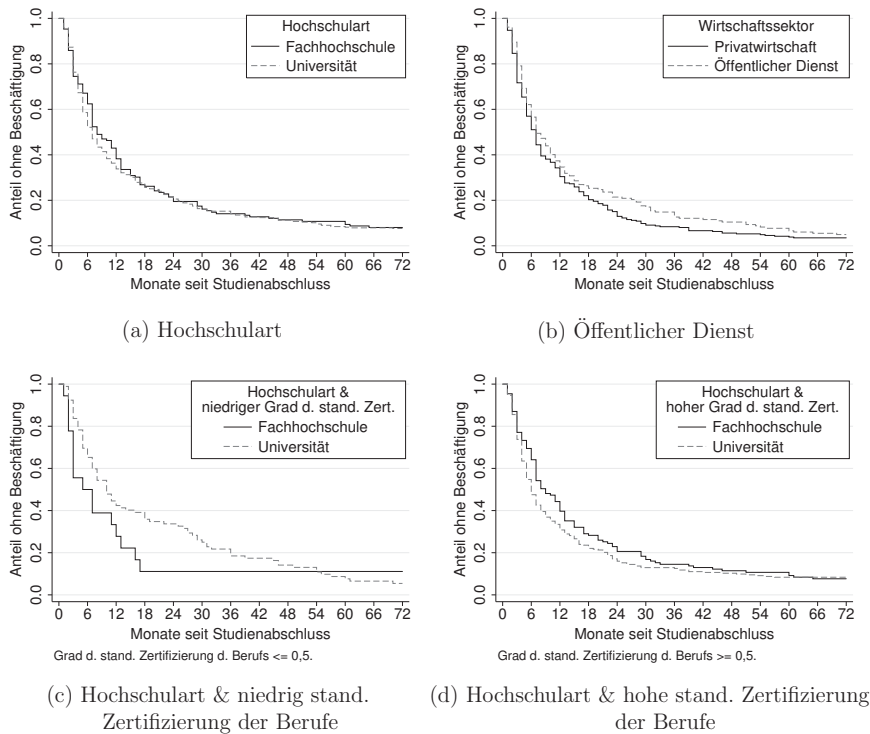 Hochschulart
Fachhochschule
Universität
Anteil ohne Beschäftigung
1.0
0.8
0.6
0.4
0.2
0.0
0 6 12 18 24 30 36 42 48 54 60 66 72
Monate seit Studienabschluss
(a) Hochschulart
Wirtschaftssektor
Privatwirtschaft
Öffentlicher Dienst
Anteil ohne Beschäftigung
1.0
0.8
0.6
0.4
0.2
0.0
0 6 12 18 24 30 36 42 48 54 60 66 72
Monate seit Studienabschluss
(b) Öffentlicher Dienst
Hochschulart &
niedriger Grad d. stand. Zert.
Fachhochschule
Universität
Anteil ohne Beschäftigung
1.0
0.8
0.6
0.4
0.2
0.0
0 6 12 18 24 30 36 42 48 54 60 66 72
Monate seit Studienabschluss
Grad d. stand. Zertifizierung d. Berufs <= 0,5.
(c) Hochschulart & niedrig stand.
Zertifizierung der Berufe
Hochschulart &
hoher Grad d. stand. Zert.
Fachhochschule
Universität
Anteil ohne Beschäftigung
1.0
0.8
0.6
0.4
0.2
0.0
0 6 12 18 24 30 36 42 48 54 60 66 72
Monate seit Studienabschluss
Grad d. stand. Zertifizierung d. Berufs >= 0,5.
(d) Hochschulart & hohe stand. Zertifizierung
der Berufe